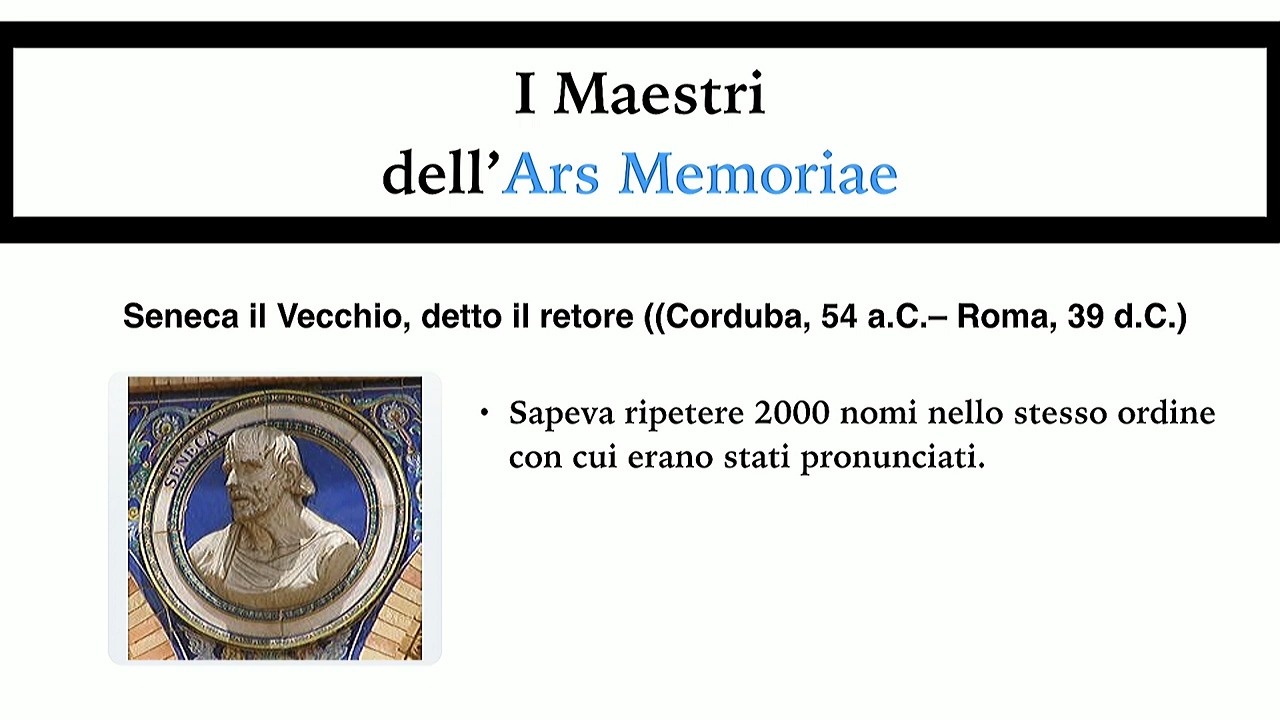 I Maestri
dell’Ars Memoriae
Seneca il Vecchio, detto il retore ((Corduba, 54 a.C.– Roma, 39 d.C.)
SENECA
• Sapeva ripetere 2000 nomi nello stesso ordine
con cui erano stati pronunciati.